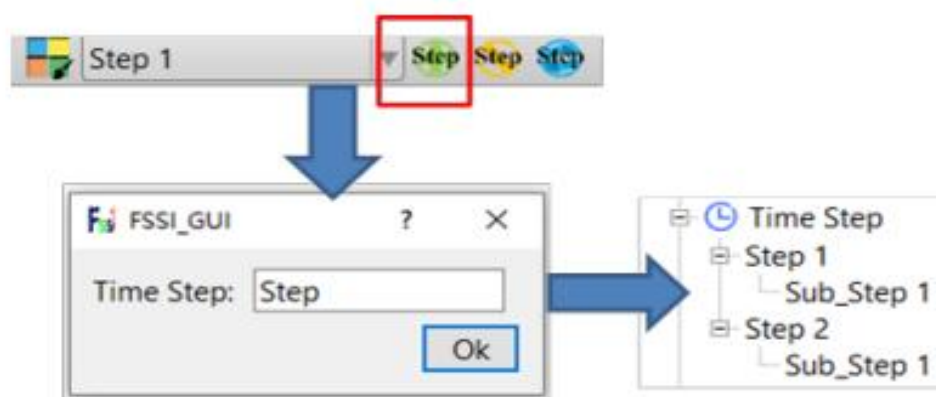 Step 1 Step Step Step
FSSI_GUI ? ×
Time Step: Step
Ok
Time Step
Step 1
Sub_Step 1
Step 2
Sub_Step 1